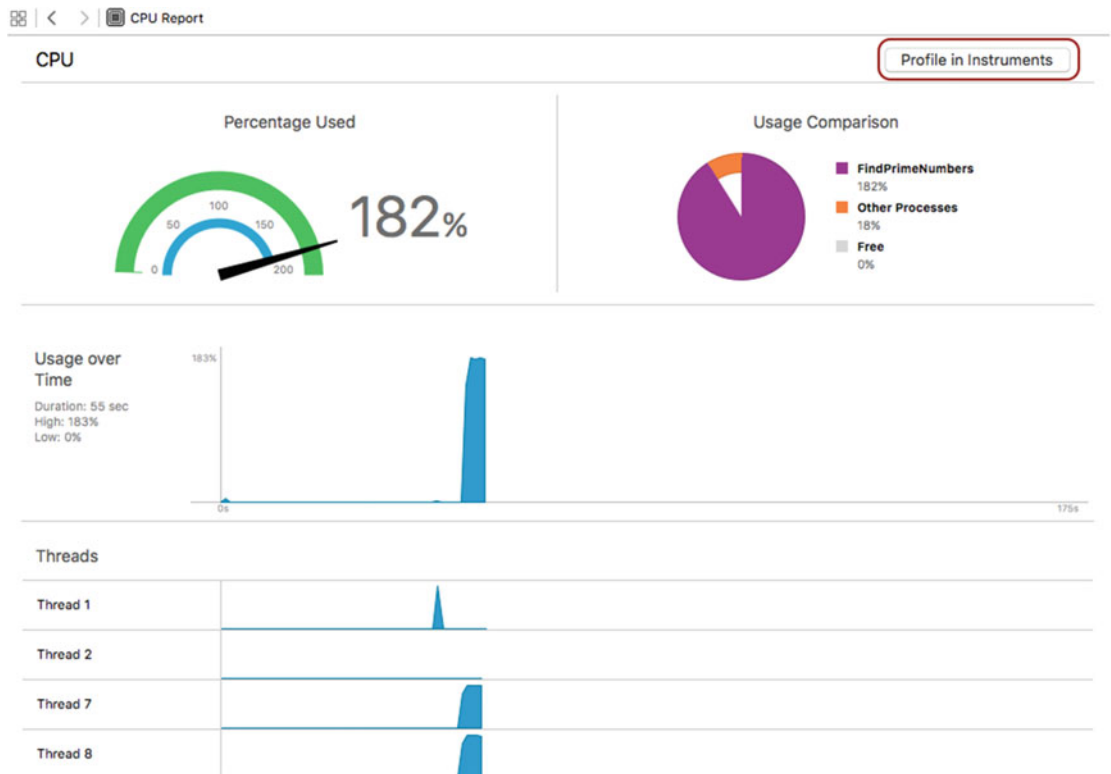 CPU Report
CPU
Profile in Instruments
Percentage Used
0
50
100
150
200
182%
Usage Comparison
FindPrimeNumbers
182%
Other Processes
18%
Free
0%
Usage over
Time
Duration: 55 sec
High: 183%
Low: 0%
183%
0s
175s
Threads
Thread 1
Thread 2
Thread 7
Thread 8